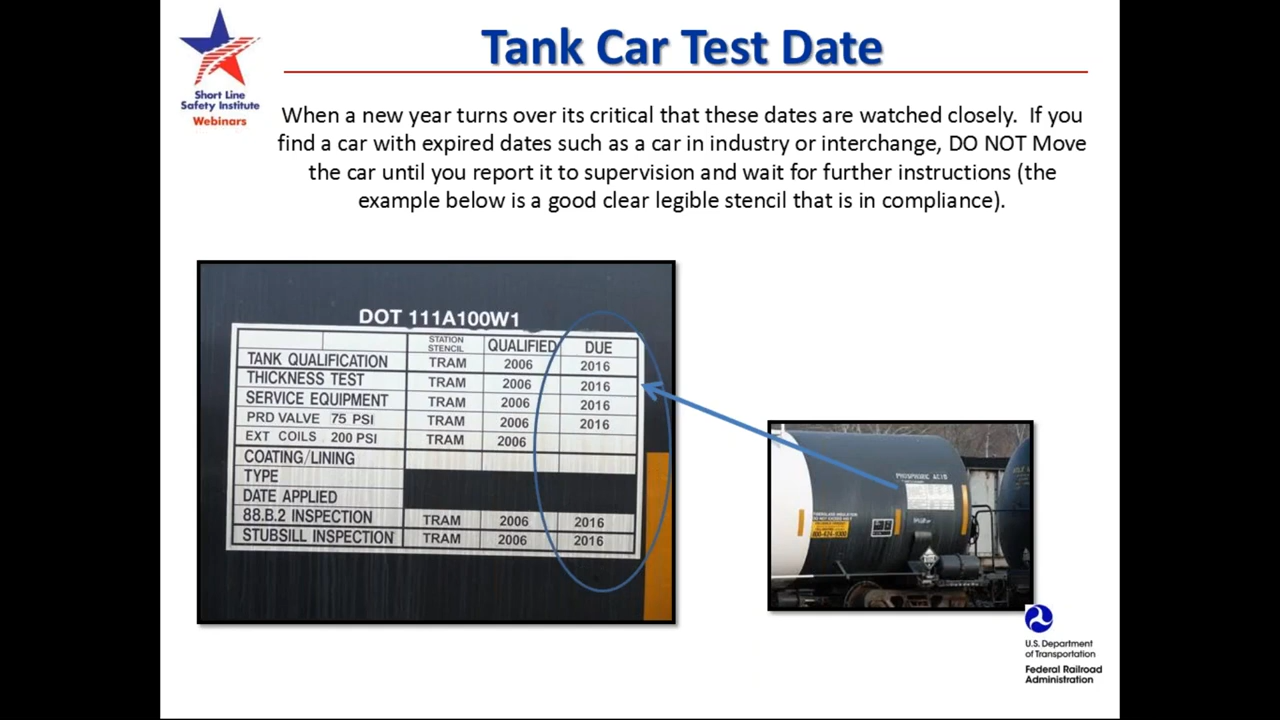 Tank Car Test Date
Short Line
Safety Institute
Webinars
When a new year turns over its critical that these dates are watched closely.  If you
find a car with expired dates such as a car in industry or interchange, DO NOT Move
the car until you report it to supervision and wait for further instructions (the
example below is a good clear legible stencil that is in compliance).
DOT 111A100W1
STATION STENCIL QUALIFIED DUE
TANK QUALIFICATION TRAM 2006 2016
THICKNESS TEST TRAM 2006 2016
SERVICE EQUIPMENT TRAM 2006 2016
PRD VALVE 75 PSI TRAM 2006 2016
EXT COILS 200 PSI TRAM 2006
COATING/LINING
TYPE
DATE APPLIED
88.B.2 INSPECTION TRAM 2006 2016
STUBSILL INSPECTION TRAM 2006 2016
PHOSPHORIC ACID
800-424-9300
U.S. Department
of Transportation
Federal Railroad
Administration